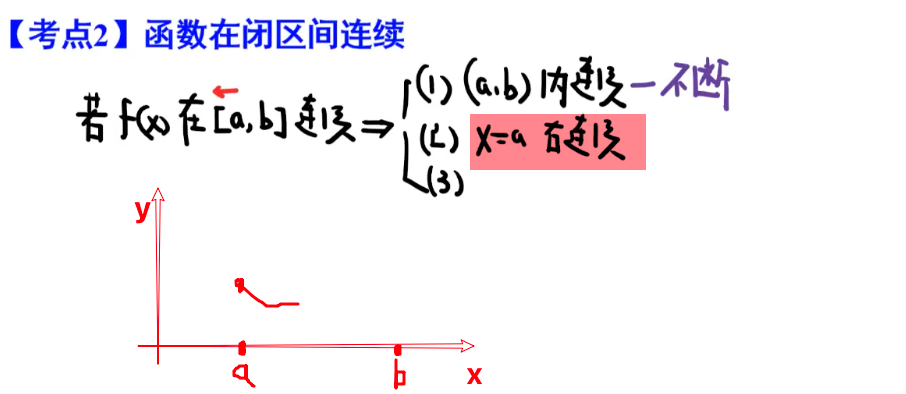 【考点2】函数在闭区间连续
若f(x)在[a,b]连续⇒
(1) (a,b)内连续—不断
(2) x=a 右连续
(3)
y
a
b
x